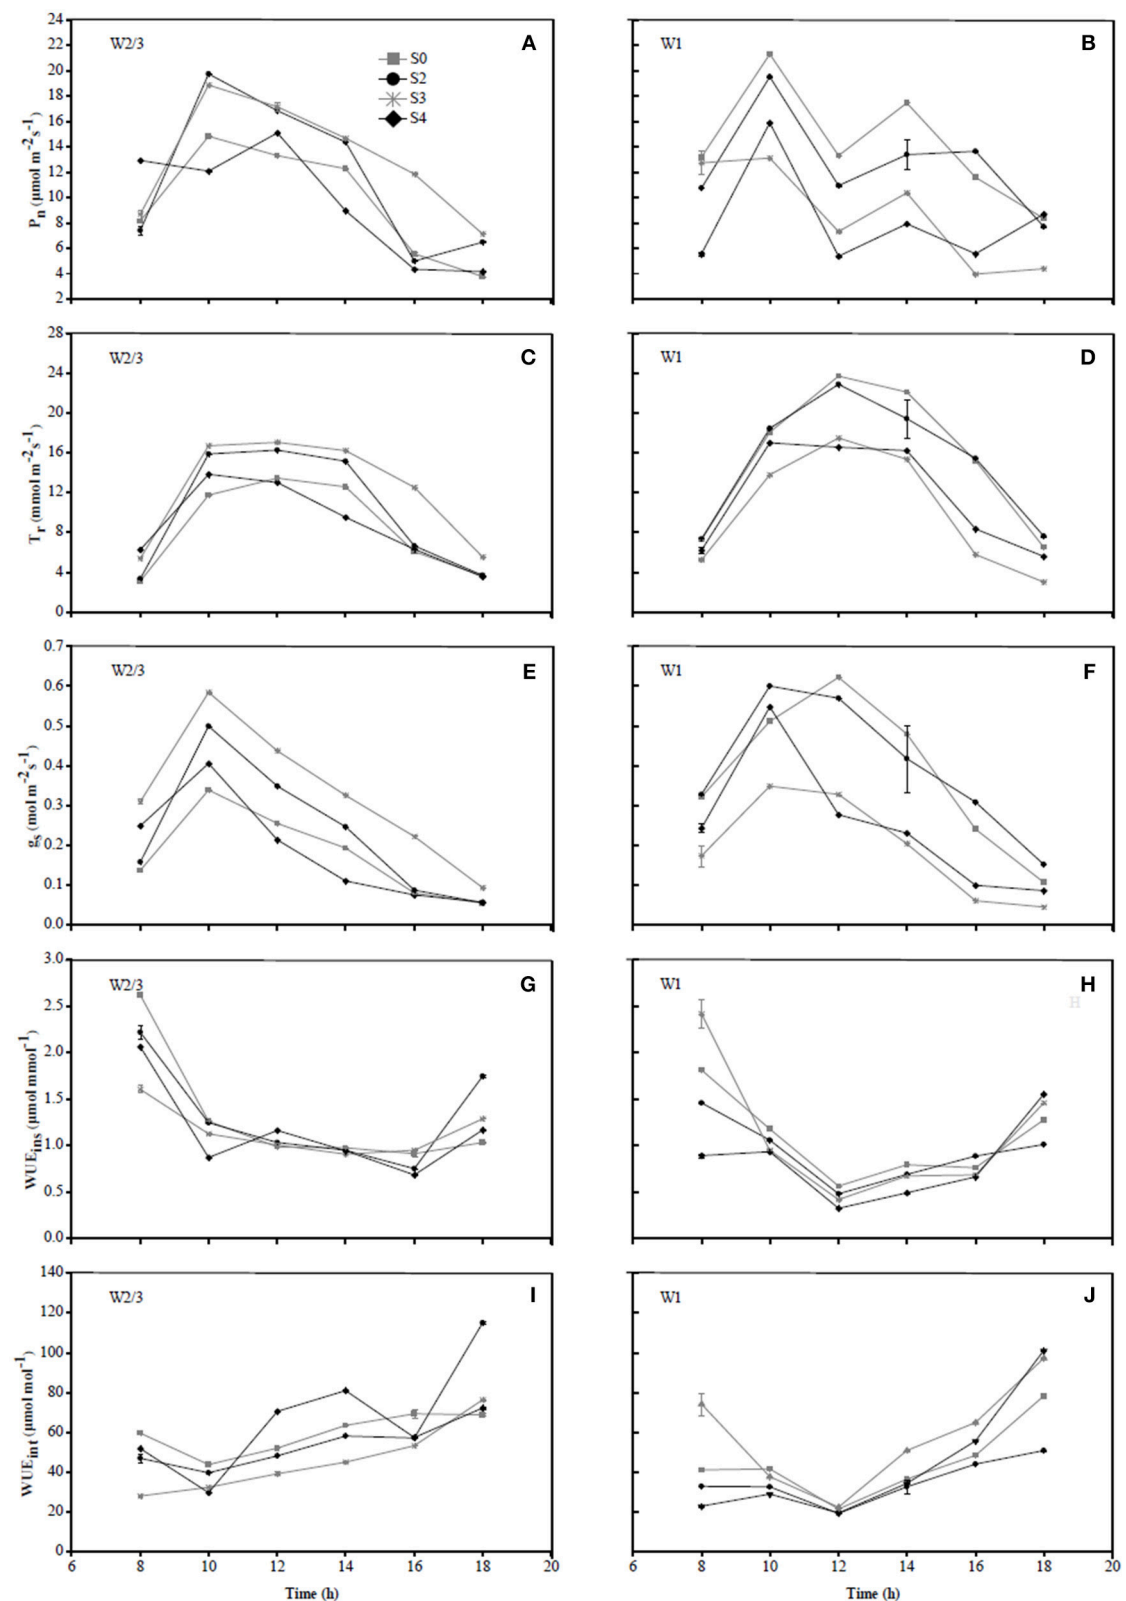 W2/3 A
S0
S2
S3
S4
24
22
20
18
16
14
12
10
8
6
4
2
Pn (μmol m−2s−1)
W1 B
W2/3 C
28
24
20
16
12
8
4
0
Tr (mmol m−2s−1)
W1 D
W2/3 E
0.7
0.6
0.5
0.4
0.3
0.2
0.1
0.0
gs (mol m−2s−1)
W1 F
W2/3 G
3.0
2.5
2.0
1.5
1.0
0.5
0.0
WUEins (μmol mmol−1)
W1 H
H
W2/3 I
140
120
100
80
60
40
20
0
WUEint (μmol mol−1)
W1 J
6 8 10 12 14 16 18 20
Time (h)
6 8 10 12 14 16 18 20
Time (h)